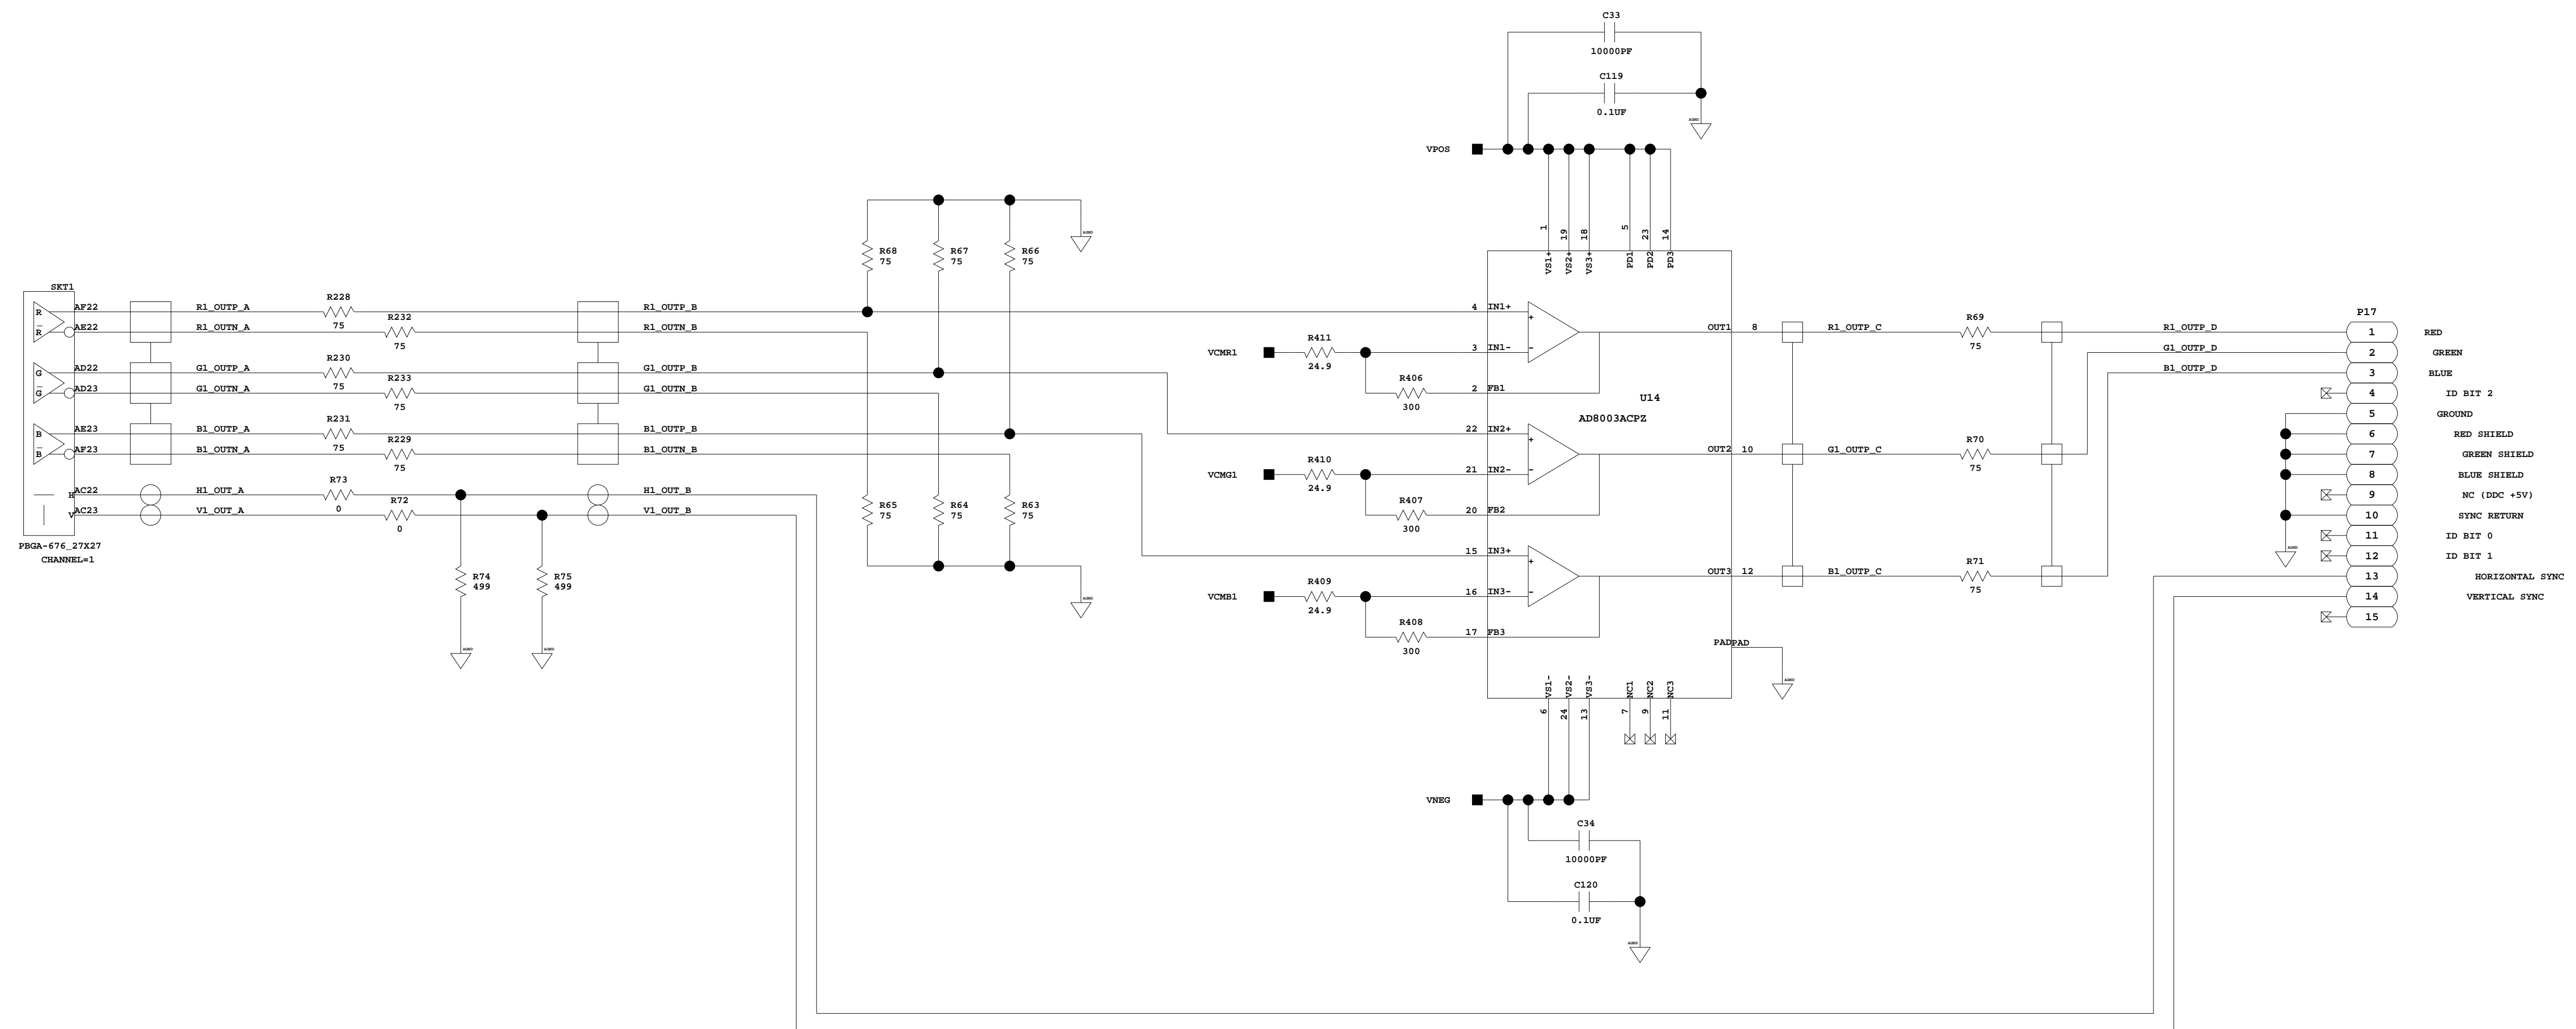 C33
10000PF
C119
0.1UF
AGND
VPOS
1
19
18
5
23
14
VS1+
VS2+
VS3+
PD1
PD2
PD3
AGND
R68
75
R67
75
R66
75
SKT1
R
R
G
G
B
B
H
V
AF22
AE22
AD22
AD23
AE23
AF23
AC22
AC23
PBGA-676_27X27
CHANNEL=1
R1_OUTP_A
R1_OUTN_A
G1_OUTP_A
G1_OUTN_A
B1_OUTP_A
B1_OUTN_A
H1_OUT_A
V1_OUT_A
R228
75
R232
75
R230
75
R233
75
R231
75
R229
75
R73
0
R72
0
R74
499
R75
499
AGND
AGND
R1_OUTP_B
R1_OUTN_B
G1_OUTP_B
G1_OUTN_B
B1_OUTP_B
B1_OUTN_B
H1_OUT_B
V1_OUT_B
R65
75
R64
75
R63
75
AGND
VCMR1
R411
24.9
R406
300
VCMG1
R410
24.9
R407
300
VCMB1
R409
24.9
R408
300
4 IN1+
3 IN1-
2 FB1
22 IN2+
21 IN2-
20 FB2
15 IN3+
16 IN3-
17 FB3
+
-
+
-
+
-
U14
AD8003ACPZ
OUT1 8
OUT2 10
OUT3 12
PAD PAD
AGND
VS1-
VS2-
VS3-
NC1
NC2
NC3
6
24
13
7
9
11
VNEG
C34
10000PF
C120
0.1UF
AGND
R1_OUTP_C
G1_OUTP_C
B1_OUTP_C
R69
75
R70
75
R71
75
R1_OUTP_D
G1_OUTP_D
B1_OUTP_D
AGND
P17
1 RED
2 GREEN
3 BLUE
4 ID BIT 2
5 GROUND
6 RED SHIELD
7 GREEN SHIELD
8 BLUE SHIELD
9 NC (DDC +5V)
10 SYNC RETURN
11 ID BIT 0
12 ID BIT 1
13 HORIZONTAL SYNC
14 VERTICAL SYNC
15